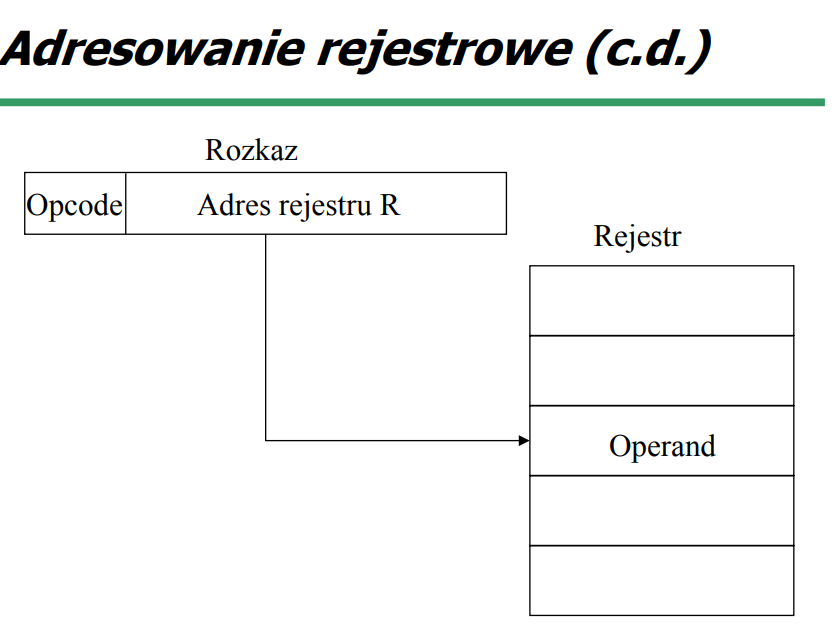 Adresowanie rejestrowe (c.d.)
Rozkaz
Opcode
Adres rejestru R
Rejestr
Operand